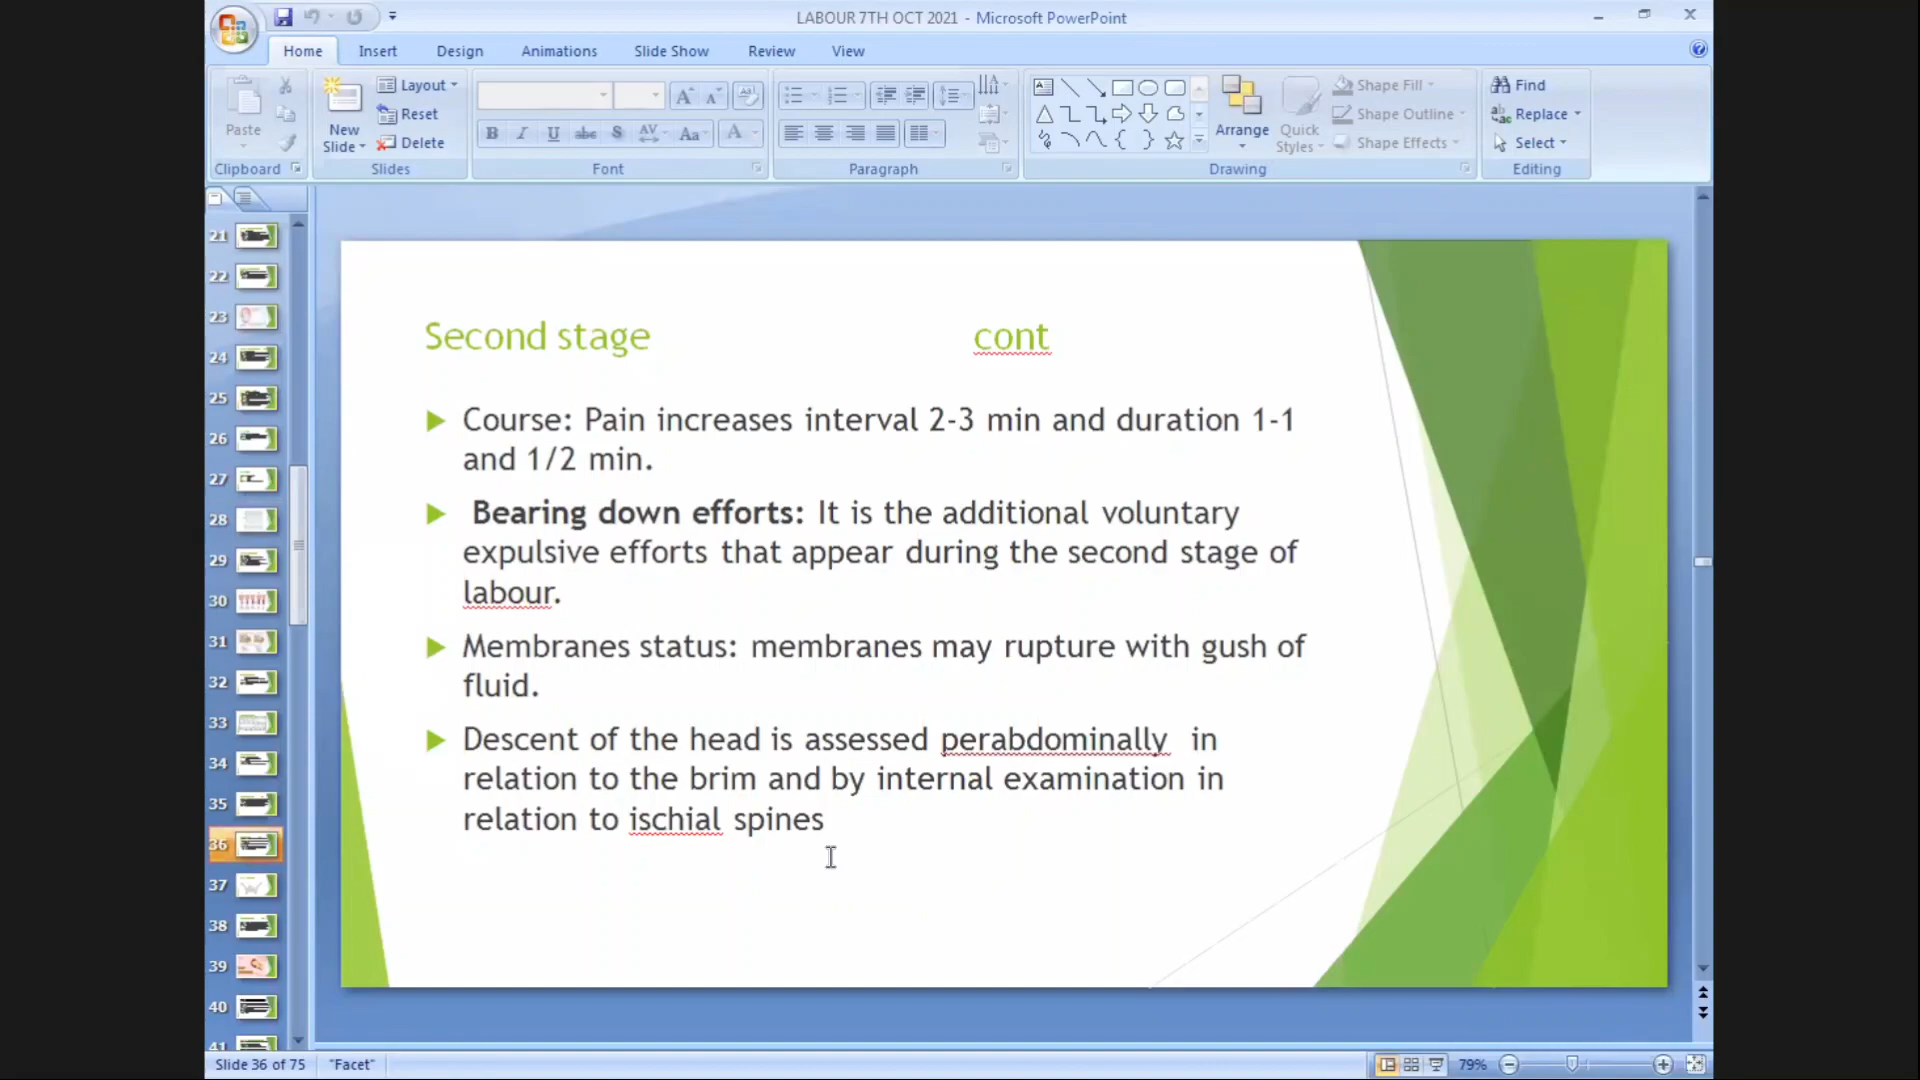 LABOUR 7TH OCT 2021 - Microsoft PowerPoint
Home Insert Design Animations Slide Show Review View
Paste
Clipboard
New Slide
Layout
Reset
Delete
Slides
B I U abc S AV Aa A
Font
Paragraph
Arrange
Quick Styles
Shape Fill
Shape Outline
Shape Effects
Drawing
Find
Replace
Select
Editing
21
22
23
24
25
26
27
28
29
30
31
32
33
34
35
36
37
38
39
40
41
Second stage cont
Course: Pain increases interval 2-3 min and duration 1-1
and 1/2 min.
Bearing down efforts: It is the additional voluntary
expulsive efforts that appear during the second stage of
labour.
Membranes status: membranes may rupture with gush of
fluid.
Descent of the head is assessed perabdominally in
relation to the brim and by internal examination in
relation to ischial spines
Slide 36 of 75 "Facet" 79%